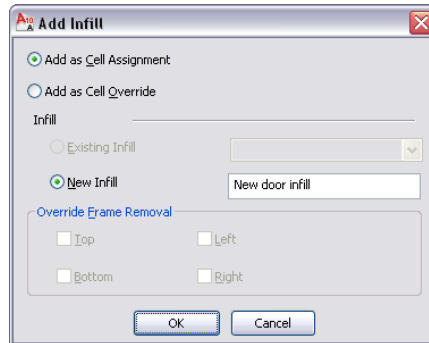 Add Infill
Add as Cell Assignment
Add as Cell Override
Infill
Existing Infill
New Infill New door infill
Override Frame Removal
Top Left
Bottom Right
OK Cancel